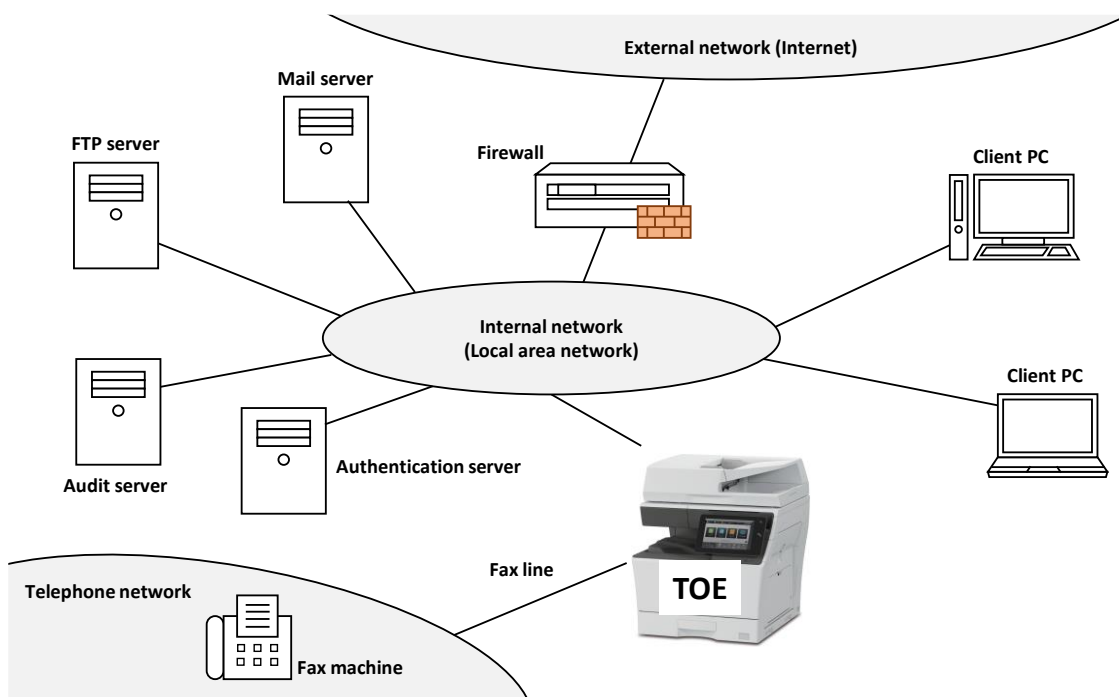 External network (Internet)
Mail server
FTP server
Firewall
Client PC
Internal network
(Local area network)
Client PC
Audit server
Authentication server
Fax line
TOE
Telephone network
Fax machine